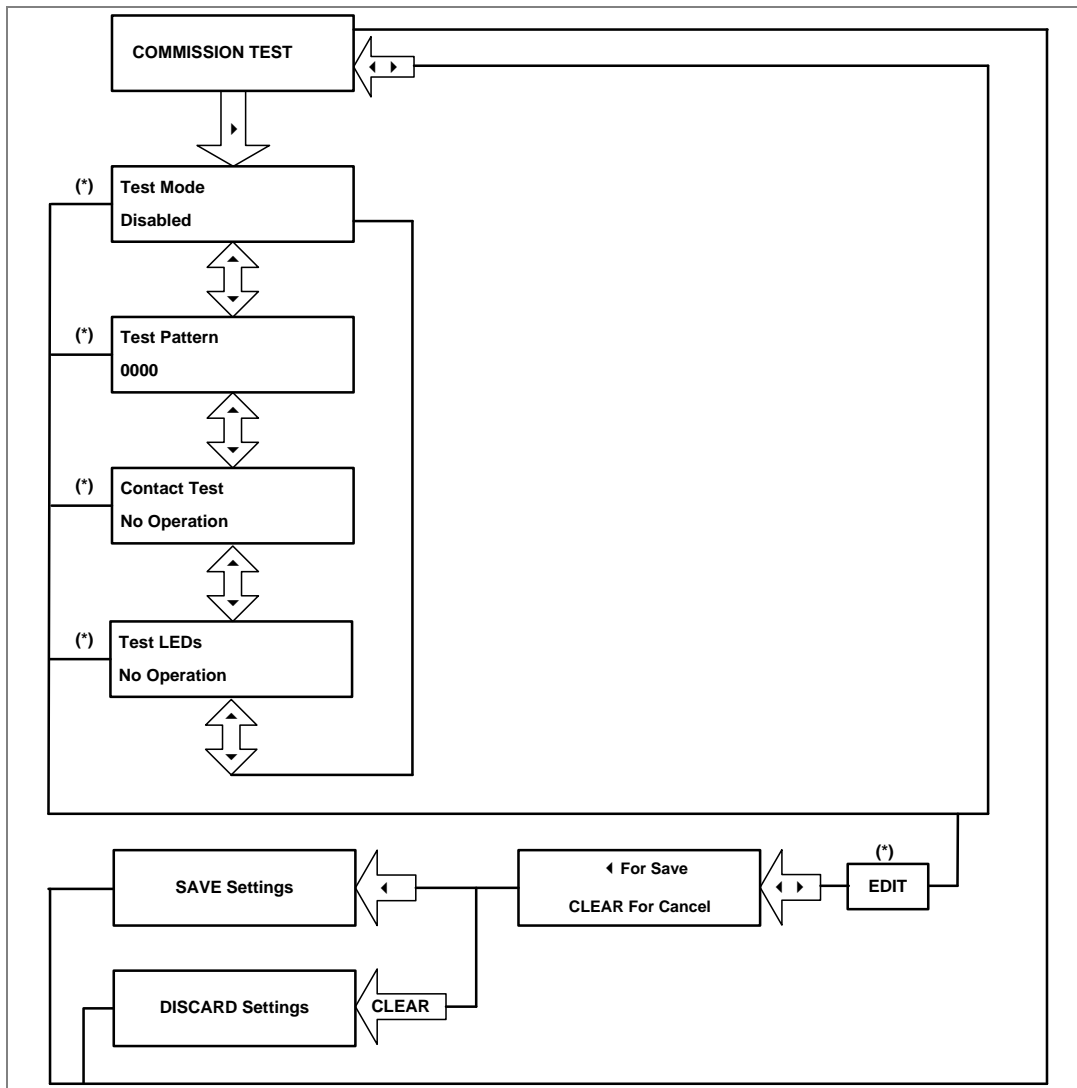 COMMISSION TEST
(*)
Test Mode
Disabled
(*)
Test Pattern
0000
(*)
Contact Test
No Operation
(*)
Test LEDs
No Operation
SAVE Settings
For Save
CLEAR For Cancel
(*)
EDIT
DISCARD Settings
CLEAR